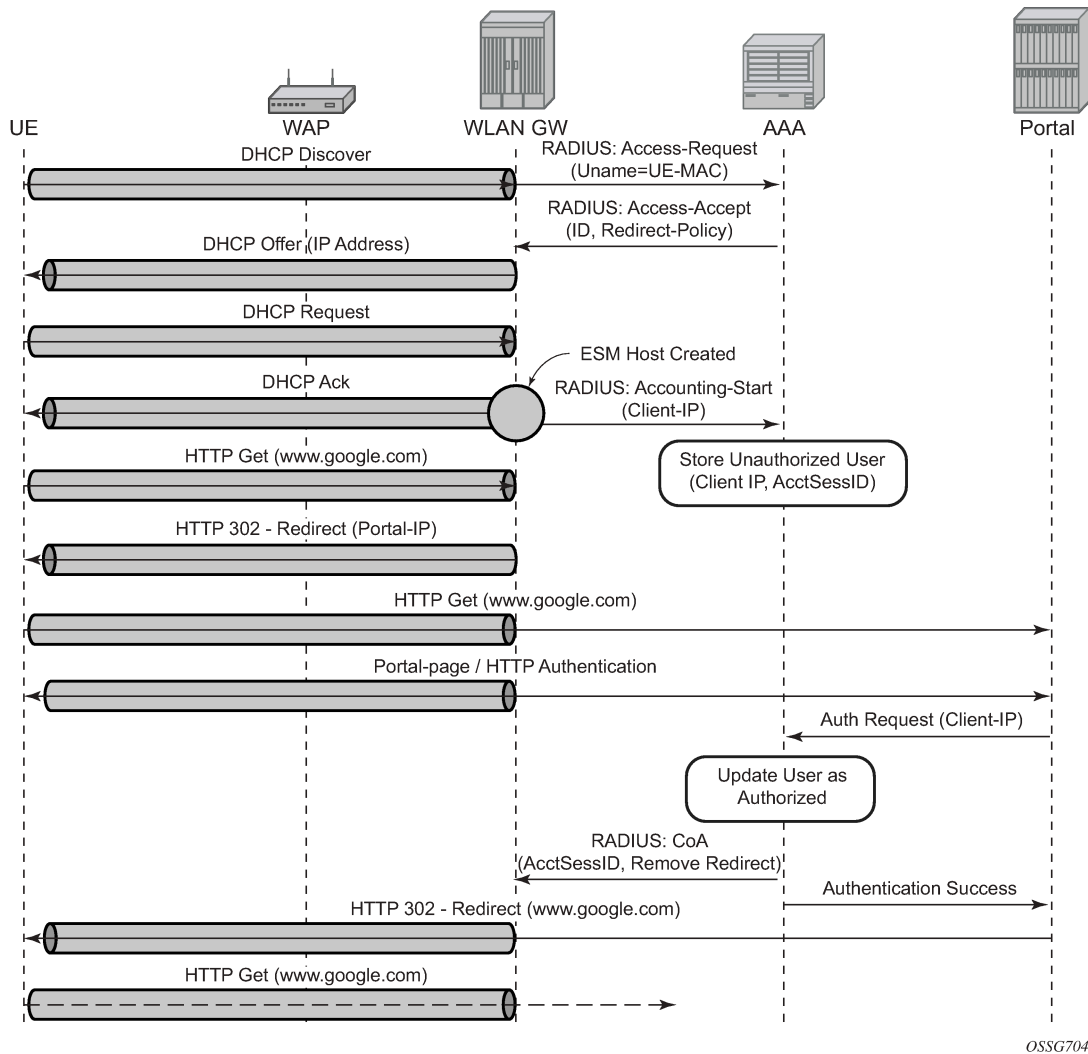 UE
WAP
WLAN GW
AAA
Portal
DHCP Discover
RADIUS: Access-Request
(Uname=UE-MAC)
RADIUS: Access-Accept
(ID, Redirect-Policy)
DHCP Offer (IP Address)
DHCP Request
ESM Host Created
DHCP Ack
RADIUS: Accounting-Start
(Client-IP)
HTTP Get (www.google.com)
Store Unauthorized User
(Client IP, AcctSessID)
HTTP 302 - Redirect (Portal-IP)
HTTP Get (www.google.com)
Portal-page / HTTP Authentication
Auth Request (Client-IP)
Update User as
Authorized
RADIUS: CoA
(AcctSessID, Remove Redirect)
Authentication Success
HTTP 302 - Redirect (www.google.com)
HTTP Get (www.google.com)
OSSG704